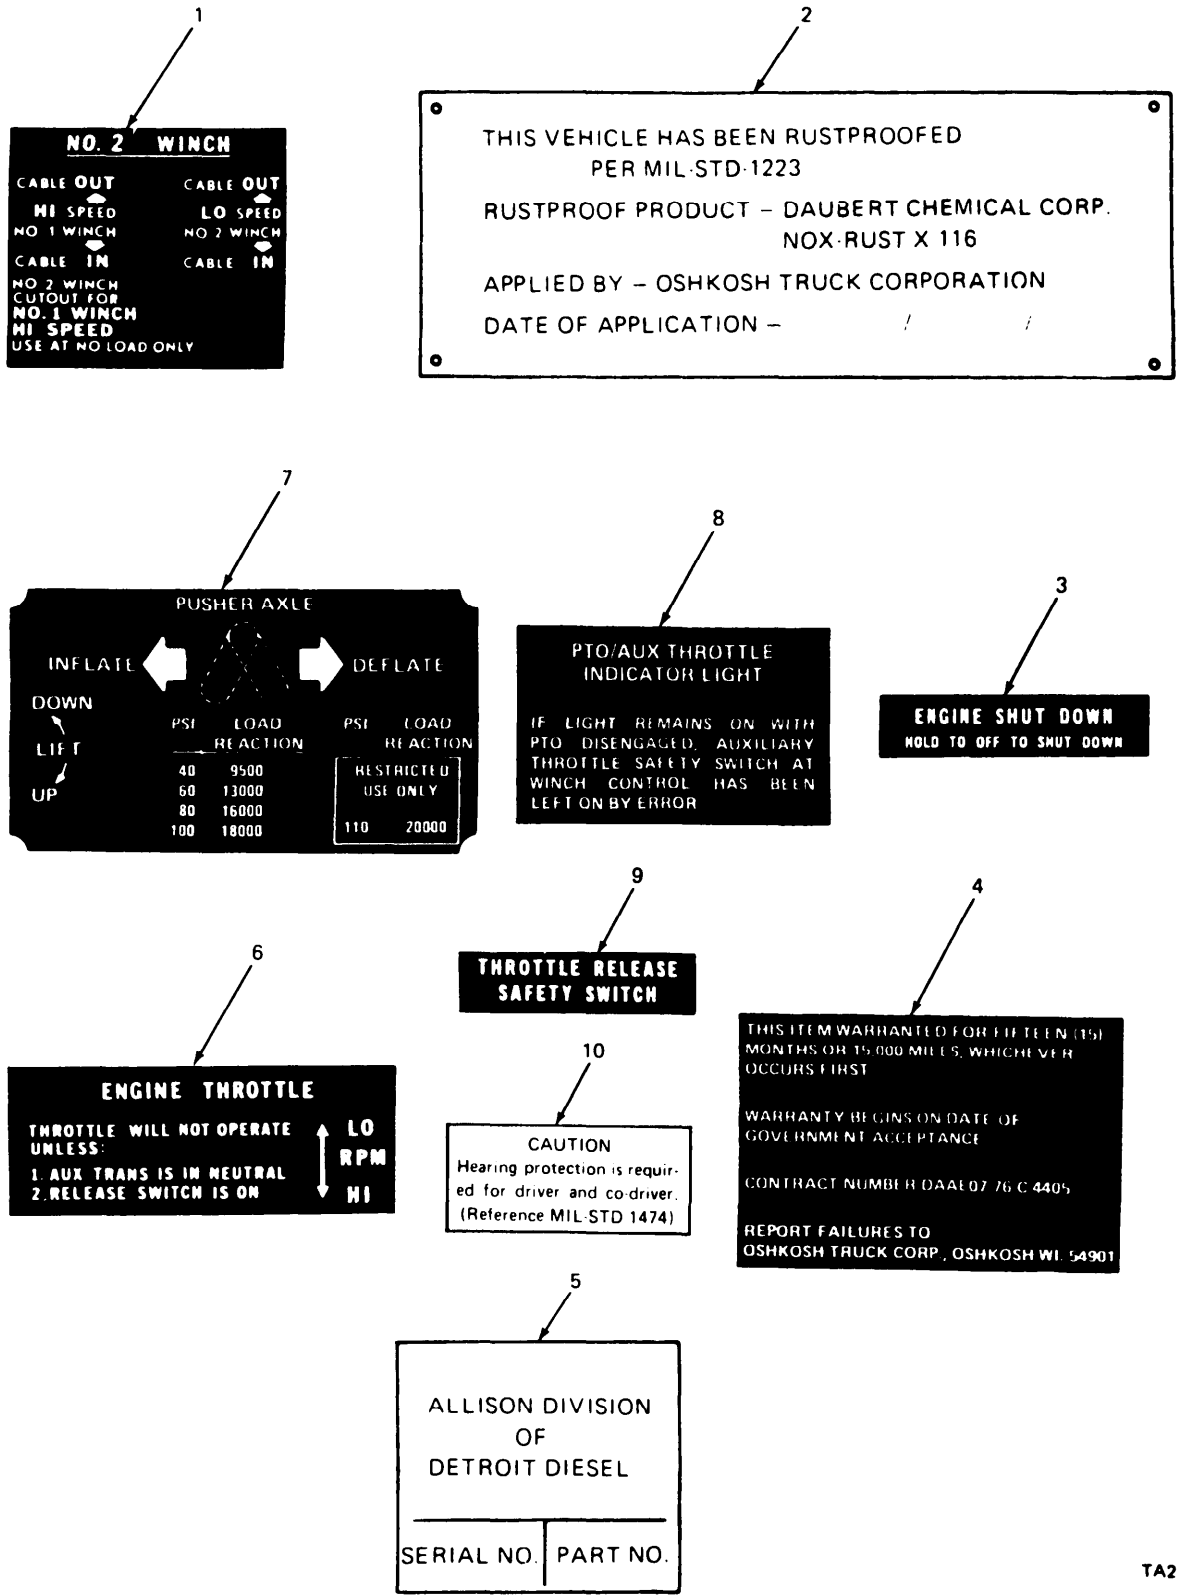 1
NO. 2 WINCH
CABLE OUT CABLE OUT
HI SPEED LO SPEED
NO 1 WINCH NO 2 WINCH
CABLE IN CABLE IN
NO 2 WINCH
CUTOUT FOR
NO. 1 WINCH
HI SPEED
USE AT NO LOAD ONLY
2
THIS VEHICLE HAS BEEN RUSTPROOFED
PER MIL-STD-1223
RUSTPROOF PRODUCT – DAUBERT CHEMICAL CORP.
NOX-RUST X 116
APPLIED BY – OSHKOSH TRUCK CORPORATION
DATE OF APPLICATION – / /
7
PUSHER AXLE
INFLATE DEFLATE
DOWN
LIFT
UP
PSI LOAD REACTION
40 9500
60 13000
80 16000
100 18000
PSI LOAD REACTION
RESTRICTED
USE ONLY
110 20000
8
PTO/AUX THROTTLE
INDICATOR LIGHT
IF LIGHT REMAINS ON WITH
PTO DISENGAGED, AUXILIARY
THROTTLE SAFETY SWITCH AT
WINCH CONTROL HAS BEEN
LEFT ON BY ERROR
3
ENGINE SHUT DOWN
HOLD TO OFF TO SHUT DOWN
6
ENGINE THROTTLE
THROTTLE WILL NOT OPERATE
UNLESS:
1. AUX TRANS IS IN NEUTRAL
2. RELEASE SWITCH IS ON
LO
RPM
HI
9
THROTTLE RELEASE
SAFETY SWITCH
10
CAUTION
Hearing protection is requir-
ed for driver and co-driver.
(Reference MIL-STD 1474)
4
THIS ITEM WARRANTED FOR FIFTEEN (15)
MONTHS OR 15,000 MILES, WHICHEVER
OCCURS FIRST
WARRANTY BEGINS ON DATE OF
GOVERNMENT ACCEPTANCE
CONTRACT NUMBER DAAE07 76 C 4405
REPORT FAILURES TO
OSHKOSH TRUCK CORP., OSHKOSH WI. 54901
5
ALLISON DIVISION
OF
DETROIT DIESEL
SERIAL NO. PART NO.
TA2